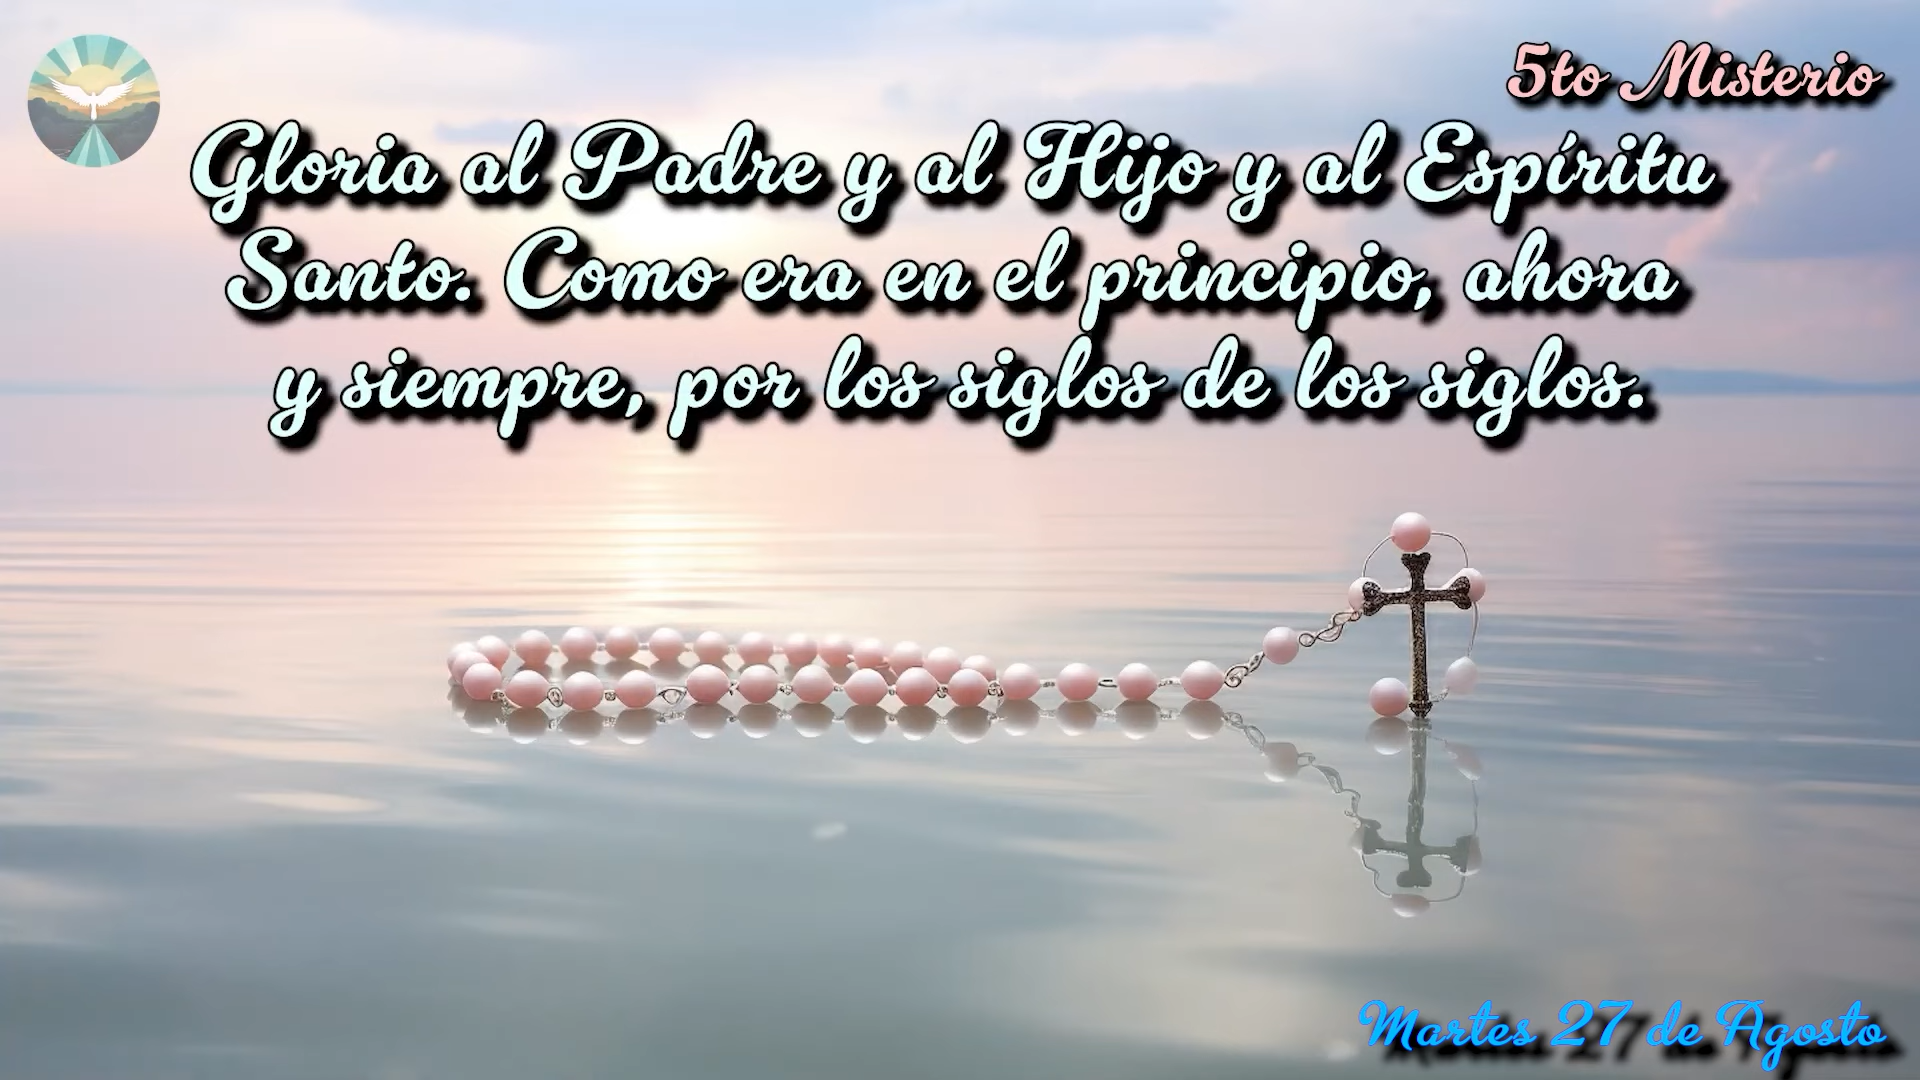 5to Misterio
Gloria al Padre y al Hijo y al Espíritu
Santo. Como era en el principio, ahora
y siempre, por los siglos de los siglos.
Martes 27 de Agosto